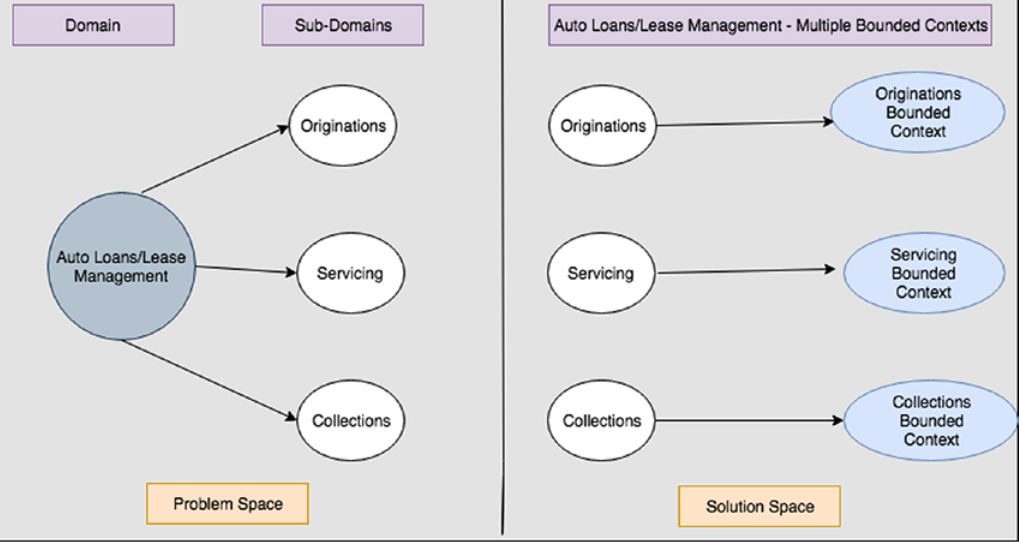 Domain
Sub-Domains
Auto Loans/Lease Management - Multiple Bounded Contexts
Originations
Auto Loans/Lease
Management
Servicing
Collections
Problem Space
Originations
Originations
Bounded
Context
Servicing
Servicing
Bounded
Context
Collections
Collections
Bounded
Context
Solution Space